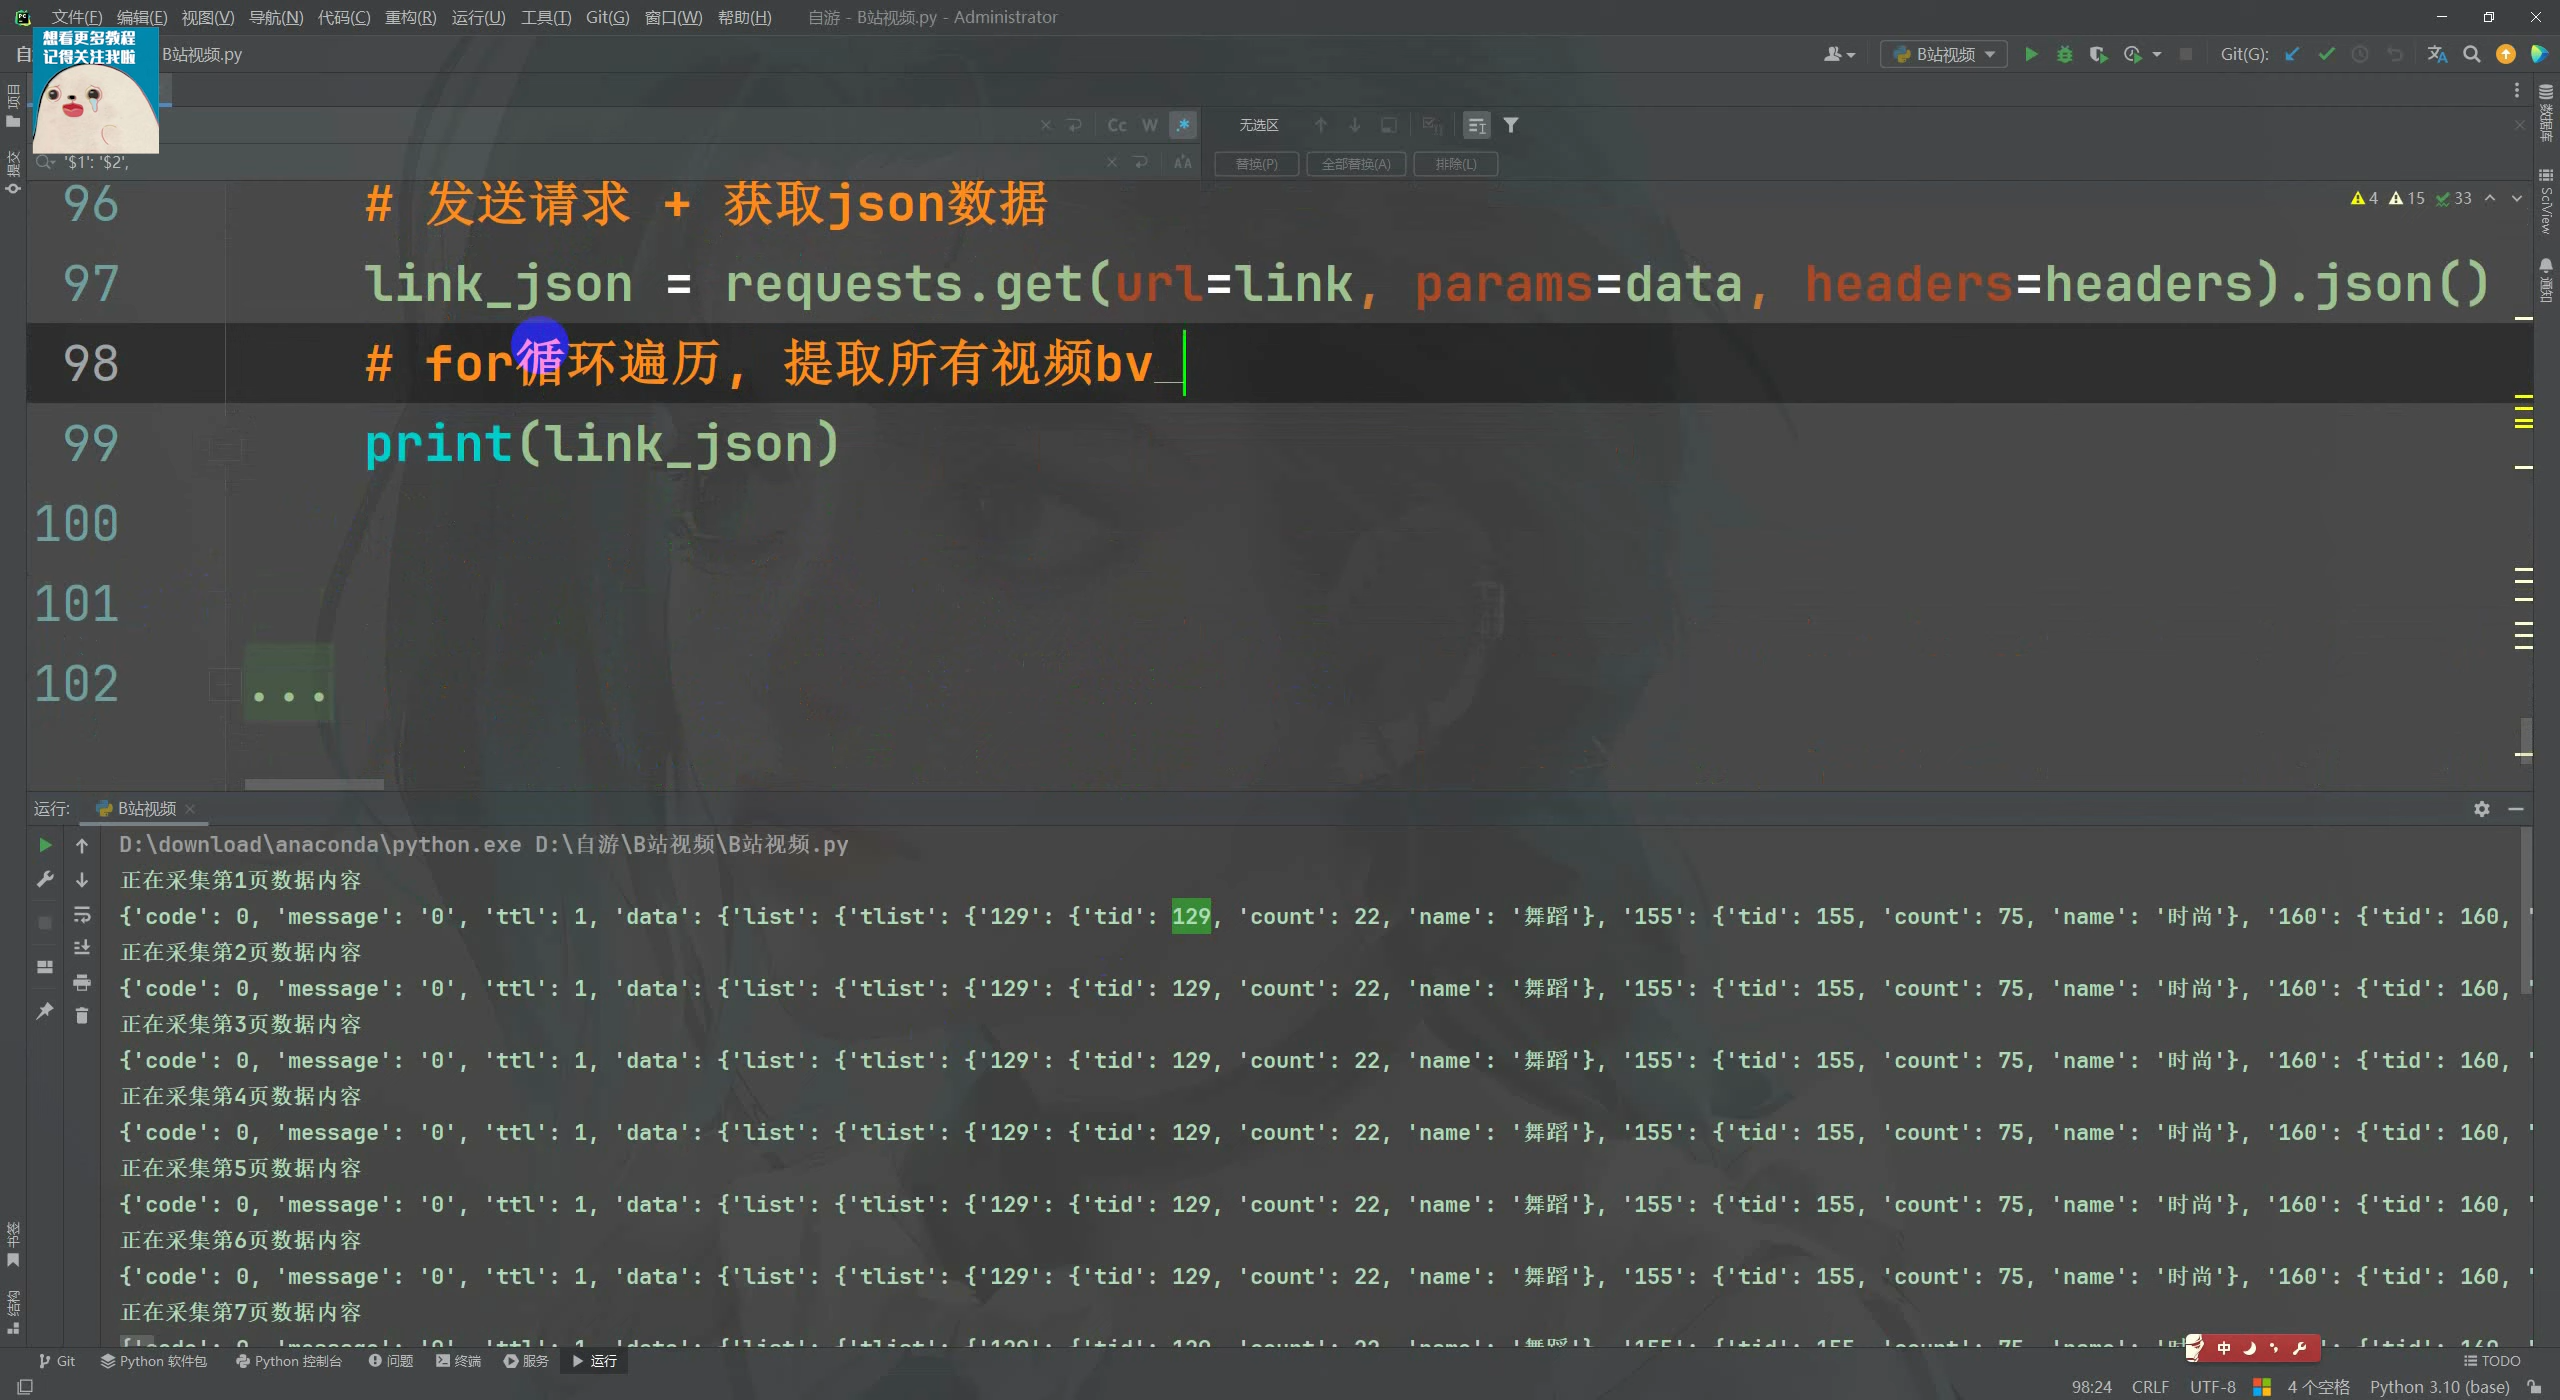 文件(F) 编辑(E) 视图(V) 导航(N) 代码(C) 重构(R) 运行(U) 工具(T) Git(G) 窗口(W) 帮助(H) 自游 - B站视频.py - Administrator
想看更多教程
记得关注我啦
B站视频.py
B站视频
Git(G):
项目
提交
Cc W .*
无选区
'$1': '$2',
替换(P) 全部替换(A) 排除(L)
数据库
SciView
通知
4 15 33
96 # 发送请求 + 获取json数据
97 link_json = requests.get(url=link, params=data, headers=headers).json()
98 # for循环遍历, 提取所有视频bv_
99 print(link_json)
100
101
102 ...
运行: B站视频
D:\download\anaconda\python.exe D:\自游\B站视频\B站视频.py
正在采集第1页数据内容
{'code': 0, 'message': '0', 'ttl': 1, 'data': {'list': {'tlist': {'129': {'tid': 129, 'count': 22, 'name': '舞蹈'}, '155': {'tid': 155, 'count': 75, 'name': '时尚'}, '160': {'tid': 160, '
正在采集第2页数据内容
{'code': 0, 'message': '0', 'ttl': 1, 'data': {'list': {'tlist': {'129': {'tid': 129, 'count': 22, 'name': '舞蹈'}, '155': {'tid': 155, 'count': 75, 'name': '时尚'}, '160': {'tid': 160, '
正在采集第3页数据内容
{'code': 0, 'message': '0', 'ttl': 1, 'data': {'list': {'tlist': {'129': {'tid': 129, 'count': 22, 'name': '舞蹈'}, '155': {'tid': 155, 'count': 75, 'name': '时尚'}, '160': {'tid': 160, '
正在采集第4页数据内容
{'code': 0, 'message': '0', 'ttl': 1, 'data': {'list': {'tlist': {'129': {'tid': 129, 'count': 22, 'name': '舞蹈'}, '155': {'tid': 155, 'count': 75, 'name': '时尚'}, '160': {'tid': 160, '
正在采集第5页数据内容
{'code': 0, 'message': '0', 'ttl': 1, 'data': {'list': {'tlist': {'129': {'tid': 129, 'count': 22, 'name': '舞蹈'}, '155': {'tid': 155, 'count': 75, 'name': '时尚'}, '160': {'tid': 160, '
正在采集第6页数据内容
{'code': 0, 'message': '0', 'ttl': 1, 'data': {'list': {'tlist': {'129': {'tid': 129, 'count': 22, 'name': '舞蹈'}, '155': {'tid': 155, 'count': 75, 'name': '时尚'}, '160': {'tid': 160, '
正在采集第7页数据内容
书签
结构
中
Git Python 软件包 Python 控制台 问题 终端 服务 运行 TODO
98:24 CRLF UTF-8 4 个空格 Python 3.10 (base)